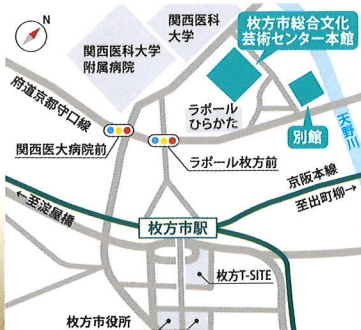 N
関西医科
大学
枚方市総合文化
芸術センター本館
関西医科大学
附属病院
府道京都守口線
ラポール
ひらかた
別館
天野川
関西医大病院前
ラポール枚方前
京阪本線
至出町柳→
←至淀屋橋
枚方市駅
枚方T-SITE
枚方市役所